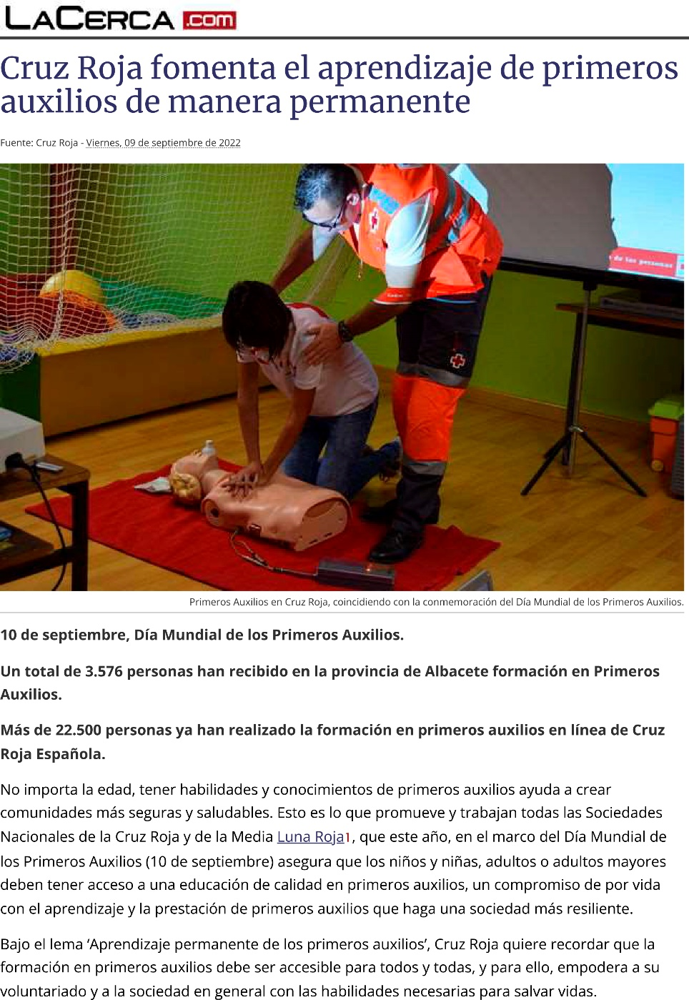 LACERCA .com
Cruz Roja fomenta el aprendizaje de primeros
auxilios de manera permanente
Fuente: Cruz Roja - Viernes, 09 de septiembre de 2022
de las personas
Primeros Auxilios en Cruz Roja, coincidiendo con la conmemoración del Día Mundial de los Primeros Auxilios.
10 de septiembre, Día Mundial de los Primeros Auxilios.
Un total de 3.576 personas han recibido en la provincia de Albacete formación en Primeros
Auxilios.
Más de 22.500 personas ya han realizado la formación en primeros auxilios en línea de Cruz
Roja Española.
No importa la edad, tener habilidades y conocimientos de primeros auxilios ayuda a crear
comunidades más seguras y saludables. Esto es lo que promueve y trabajan todas las Sociedades
Nacionales de la Cruz Roja y de la Media Luna Roja1, que este año, en el marco del Día Mundial de
los Primeros Auxilios (10 de septiembre) asegura que los niños y niñas, adultos o adultos mayores
deben tener acceso a una educación de calidad en primeros auxilios, un compromiso de por vida
con el aprendizaje y la prestación de primeros auxilios que haga una sociedad más resiliente.
Bajo el lema ‘Aprendizaje permanente de los primeros auxilios’, Cruz Roja quiere recordar que la
formación en primeros auxilios debe ser accesible para todos y todas, y para ello, empodera a su
voluntariado y a la sociedad en general con las habilidades necesarias para salvar vidas.